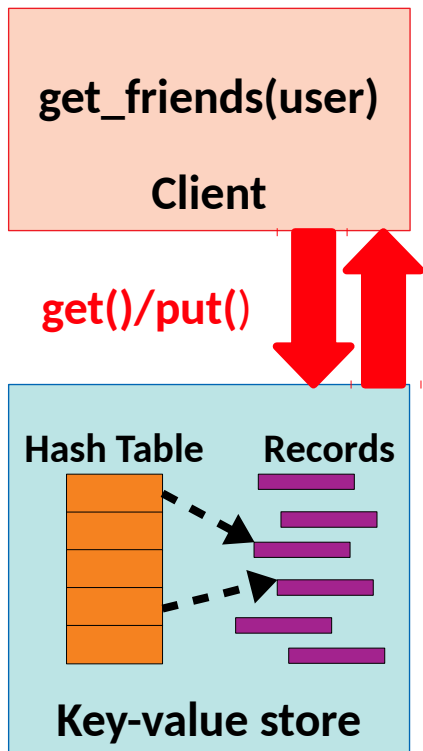 get_friends(user)
Client
get()/put()
Hash Table
Records
Key-value store